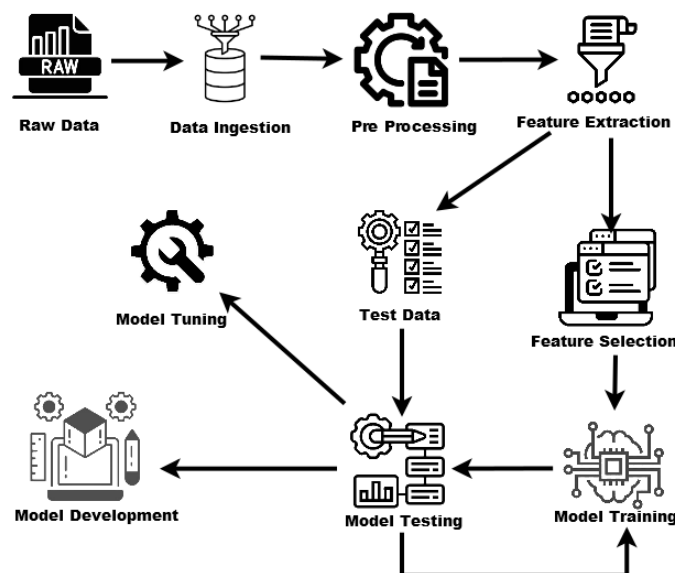 RAW
Raw Data
Data Ingestion
Pre Processing
Feature Extraction
Model Tuning
Test Data
Feature Selection
Model Development
Model Testing
Model Training